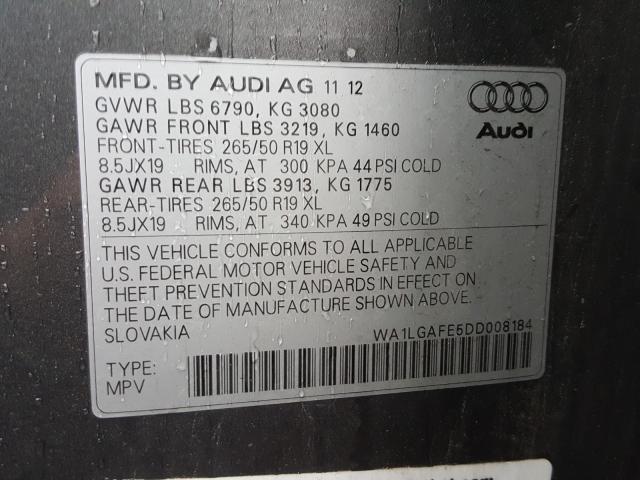 MFD. BY AUDI AG 11 12
GVWR LBS 6790, KG 3080
GAWR FRONT LBS 3219, KG 1460
FRONT-TIRES 265/50 R19 XL
8.5JX19 RIMS, AT 300 KPA 44 PSI COLD
GAWR REAR LBS 3913, KG 1775
REAR-TIRES 265/50 R19 XL
8.5JX19 RIMS, AT 340 KPA 49 PSI COLD
Audi
THIS VEHICLE CONFORMS TO ALL APPLICABLE
U.S. FEDERAL MOTOR VEHICLE SAFETY AND
THEFT PREVENTION STANDARDS IN EFFECT ON
THE DATE OF MANUFACTURE SHOWN ABOVE.
SLOVAKIA
WA1LGAFE5DD008184
TYPE:
MPV